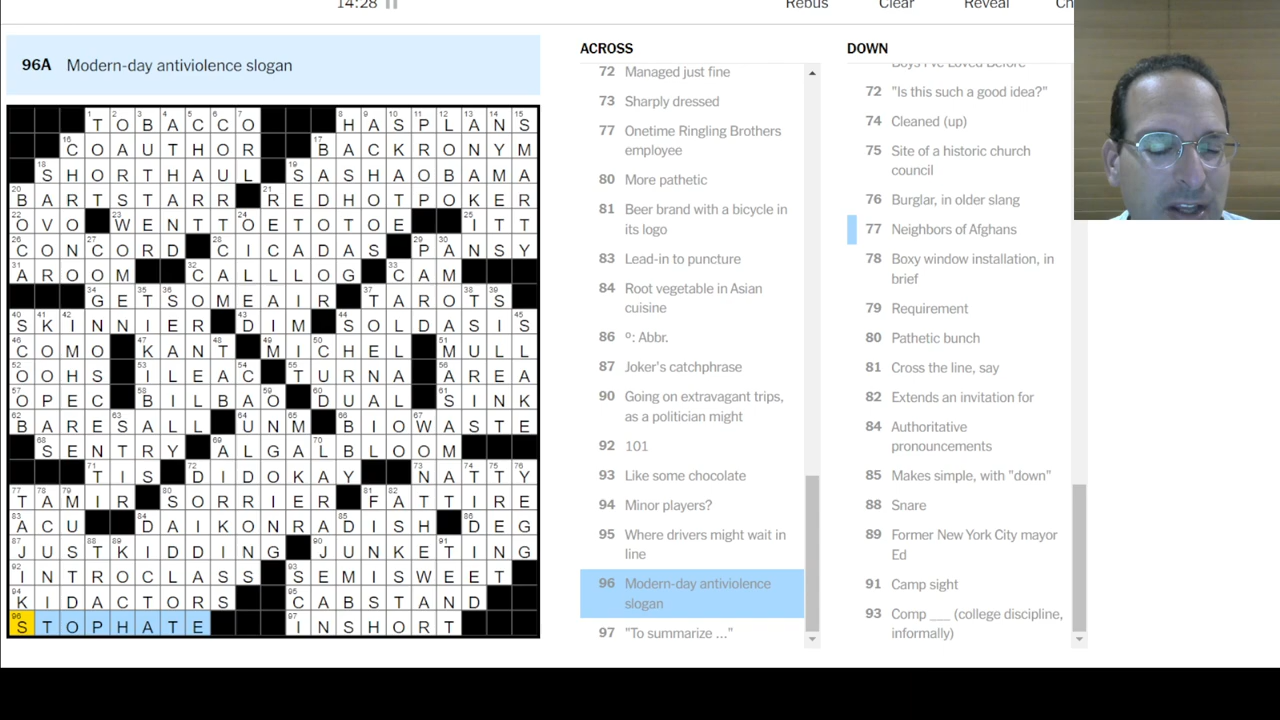 14:28
Rebus Clear Reveal Ch
96A Modern-day antiviolence slogan
ACROSS
72 Managed just fine
73 Sharply dressed
77 Onetime Ringling Brothers
employee
80 More pathetic
81 Beer brand with a bicycle in
its logo
83 Lead-in to puncture
84 Root vegetable in Asian
cuisine
86 º: Abbr.
87 Joker's catchphrase
90 Going on extravagant trips,
as a politician might
92 101
93 Like some chocolate
94 Minor players?
95 Where drivers might wait in
line
96 Modern-day antiviolence
slogan
97 "To summarize ..."
DOWN
Boys I've Loved Before"
72 "Is this such a good idea?"
74 Cleaned (up)
75 Site of a historic church
council
76 Burglar, in older slang
77 Neighbors of Afghans
78 Boxy window installation, in
brief
79 Requirement
80 Pathetic bunch
81 Cross the line, say
82 Extends an invitation for
84 Authoritative
pronouncements
85 Makes simple, with "down"
88 Snare
89 Former New York City mayor
Ed
91 Camp sight
93 Comp ___ (college discipline,
informally)
TOBACCO HASPLANS
COAUTHOR BACKRONYM
SHORTHAUL SASHAOBAMA
BARTSTARR REDHOTPOKER
OVO WENTTOETOTOE ITT
CONCORD CICADAS PANSY
AROOM CALLLOG CAM
GETSOMEAIR TAROTS
SKINNIER DIM SOLDASIS
COMO KANT MICHEL MULL
OOHS ILEAC TURNA AREA
OPEC BILBAO DUAL SINK
BARESALL UNM BIOWASTE
SENTRY ALGALBLOOM
TIS DIDOKAY NATTY
TAMIR SORRIER FATTIRE
ACU DAIKONRADISH DEG
JUSTKIDDING JUNKETING
INTROCLASS SEMISWEET
KIDACTORS CABSTAND
STOPHATE INSHORT